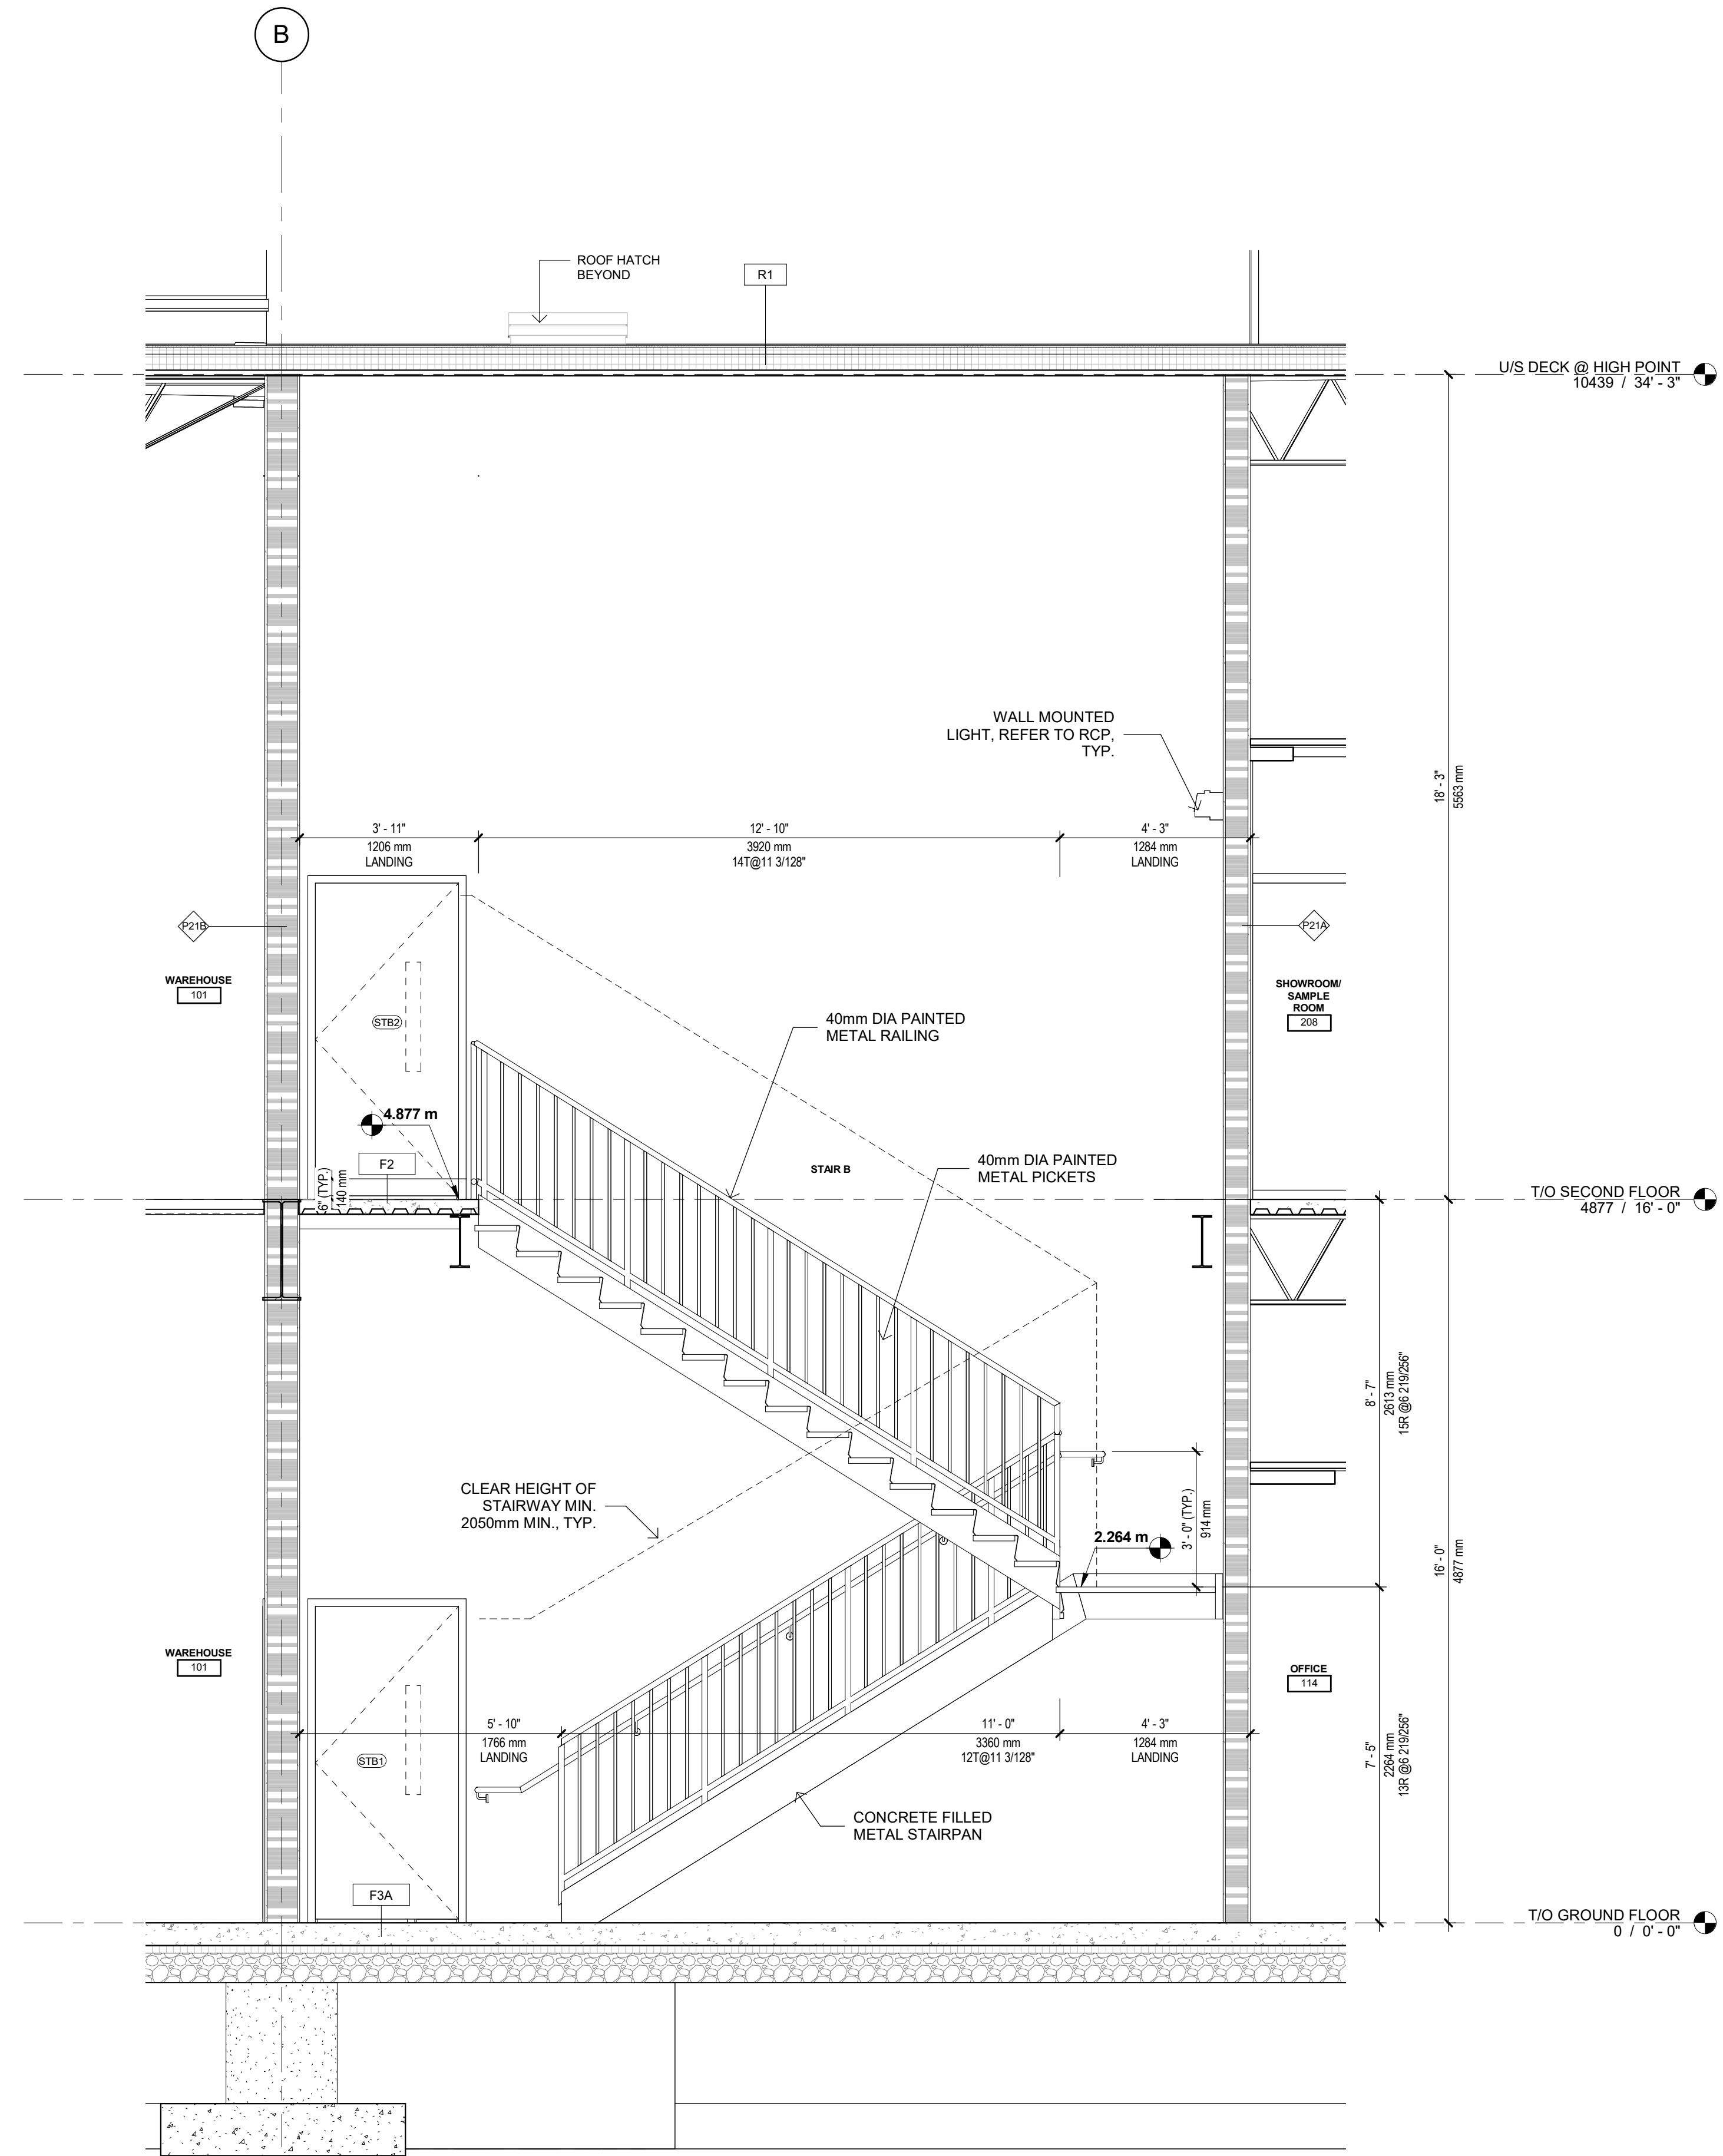 B
ROOF HATCH
BEYOND
R1
U/S DECK @ HIGH POINT
10439 / 34' - 3"
WALL MOUNTED
LIGHT, REFER TO RCP,
TYP.
18' - 3"
5563 mm
3' - 11"
1206 mm
LANDING
12' - 10"
3920 mm
14T@11 3/128"
4' - 3"
1284 mm
LANDING
P21B
P21A
WAREHOUSE
101
SHOWROOM/
SAMPLE
ROOM
208
STB2
40mm DIA PAINTED
METAL RAILING
4.877 m
F2
6" (TYP.)
140 mm
STAIR B
40mm DIA PAINTED
METAL PICKETS
T/O SECOND FLOOR
4877 / 16' - 0"
8' - 7"
2613 mm
15R @6 219/256"
CLEAR HEIGHT OF
STAIRWAY MIN.
2050mm MIN., TYP.
2.264 m
3' - 0" (TYP.)
914 mm
16' - 0"
4877 mm
WAREHOUSE
101
OFFICE
114
STB1
5' - 10"
1766 mm
LANDING
11' - 0"
3360 mm
12T@11 3/128"
4' - 3"
1284 mm
LANDING
7' - 5"
2264 mm
13R @6 219/256"
CONCRETE FILLED
METAL STAIRPAN
F3A
T/O GROUND FLOOR
0 / 0' - 0"